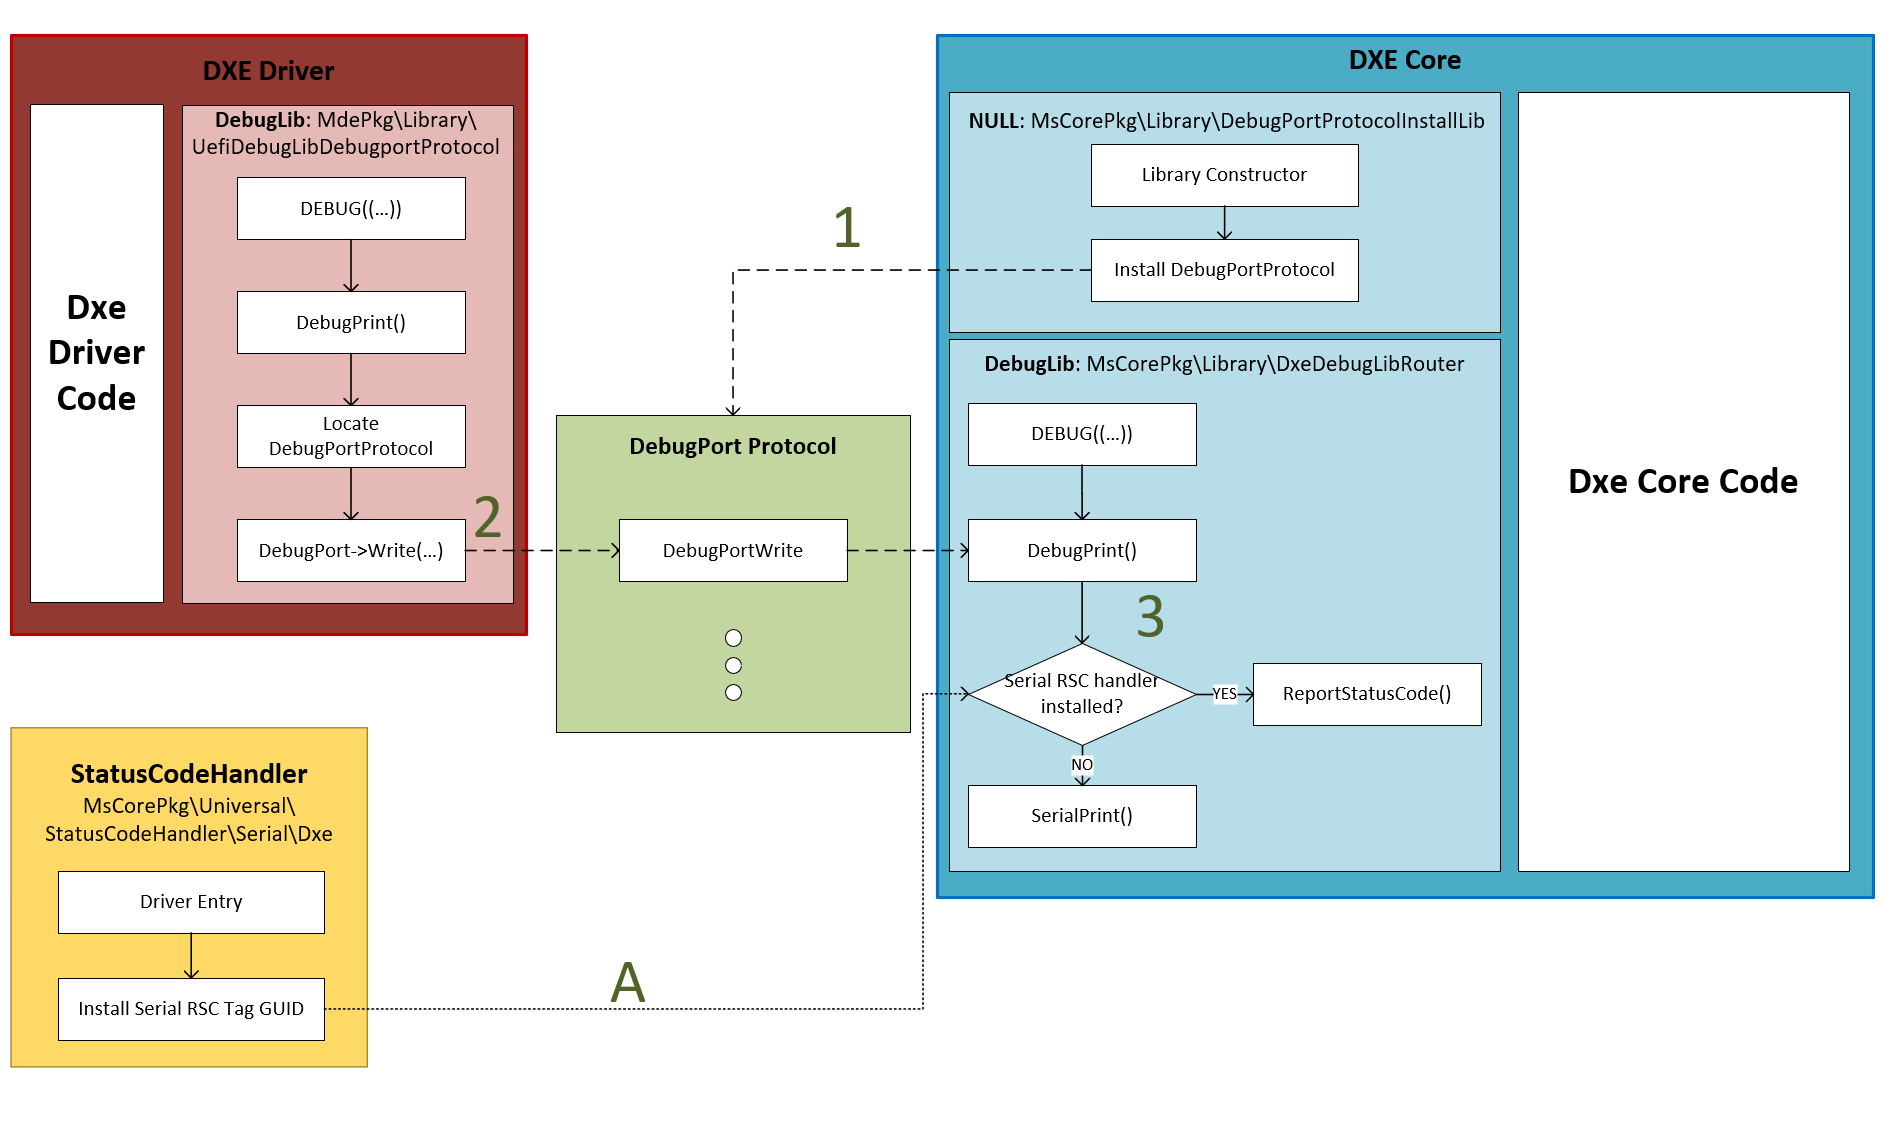 DXE Driver
Dxe
Driver
Code
DebugLib: MdePkg\Library\
UefiDebugLibDebugportProtocol
DEBUG((...))
DebugPrint()
Locate
DebugPortProtocol
DebugPort->Write(...)
2
1
DebugPort Protocol
DebugPortWrite
DXE Core
NULL: MsCorePkg\Library\DebugPortProtocolInstallLib
Library Constructor
Install DebugPortProtocol
DebugLib: MsCorePkg\Library\DxeDebugLibRouter
DEBUG((...))
DebugPrint()
3
Serial RSC handler
installed?
YES
ReportStatusCode()
NO
SerialPrint()
Dxe Core Code
StatusCodeHandler
MsCorePkg\Universal\
StatusCodeHandler\Serial\Dxe
Driver Entry
Install Serial RSC Tag GUID
A